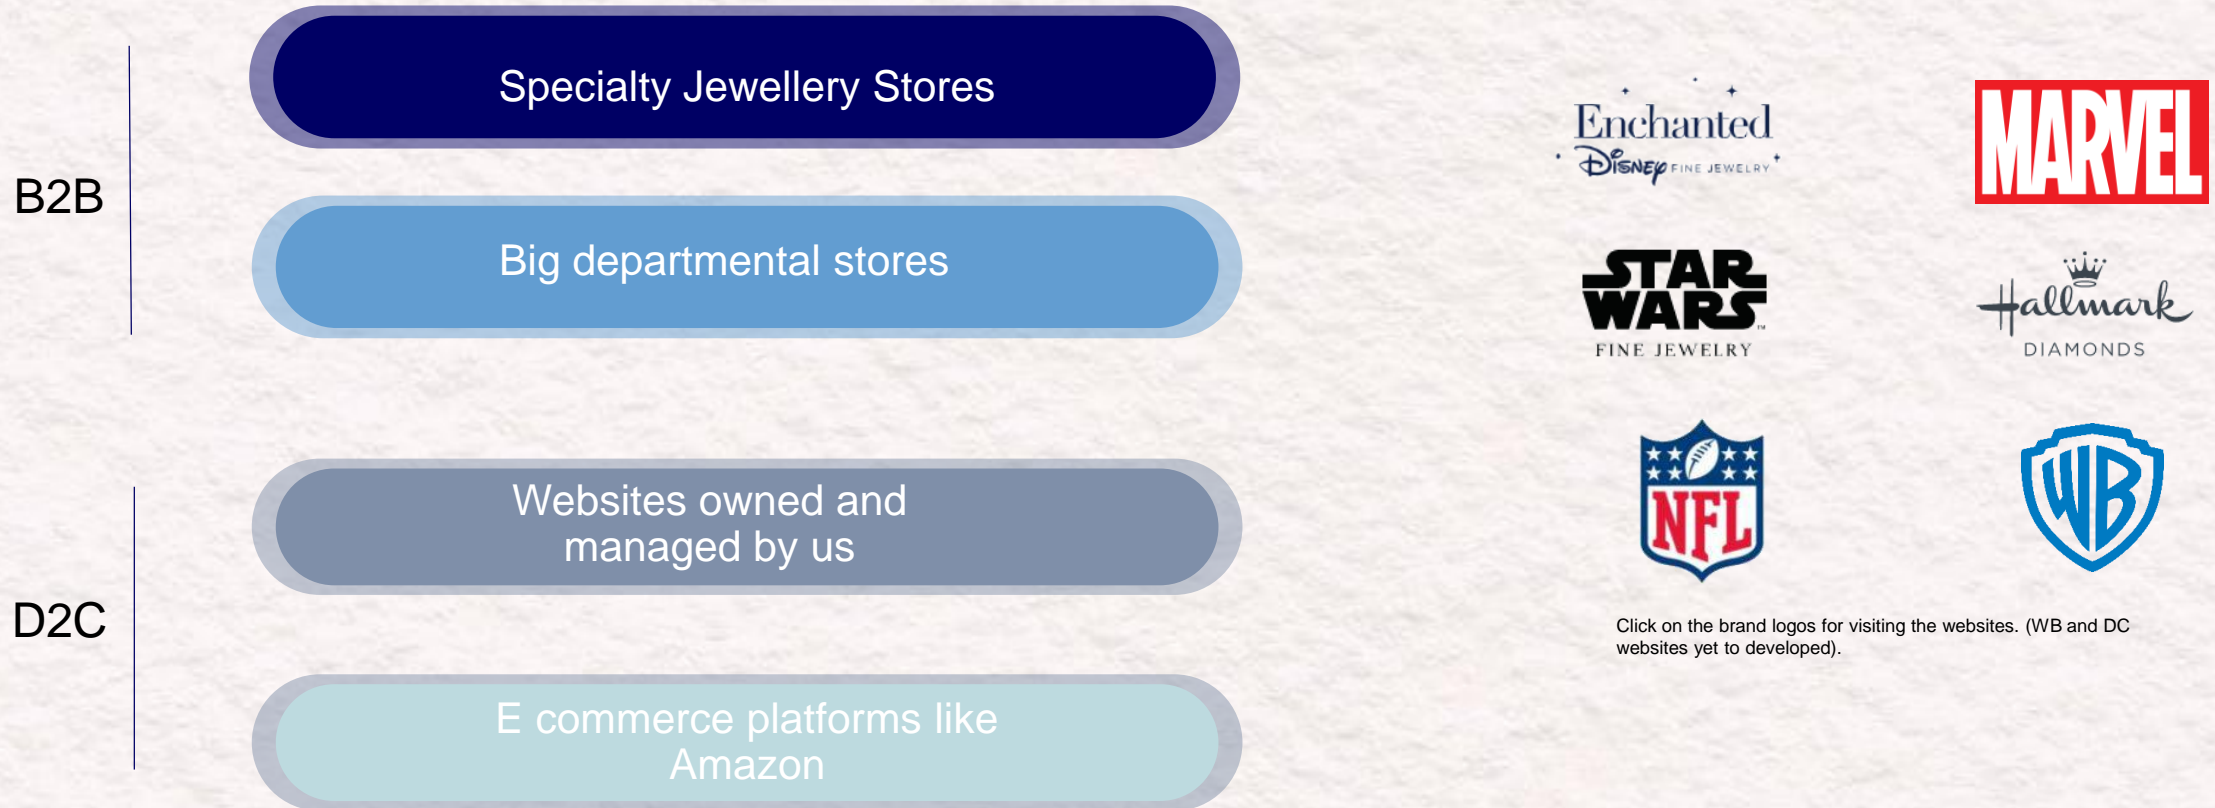 B2B
Specialty Jewellery Stores
Big departmental stores
D2C
Websites owned and
managed by us
E commerce platforms like
Amazon
Enchanted
Disney FINE JEWELRY
MARVEL
STAR
WARS™
FINE JEWELRY
Hallmark
DIAMONDS
NFL
WB
Click on the brand logos for visiting the websites. (WB and DC
websites yet to developed).